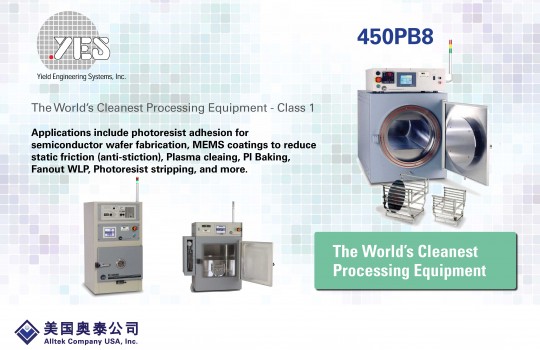 YES
Yield Engineering Systems, Inc.
450PB8
The World's Cleanest Processing Equipment - Class 1
Applications include photoresist adhesion for
semiconductor wafer fabrication, MEMS coatings to reduce
static friction (anti-stiction), Plasma cleaing, PI Baking,
Fanout WLP, Photoresist stripping, and more.
The World's Cleanest
Processing Equipment
美国奥泰公司
Alltek Company USA, Inc.